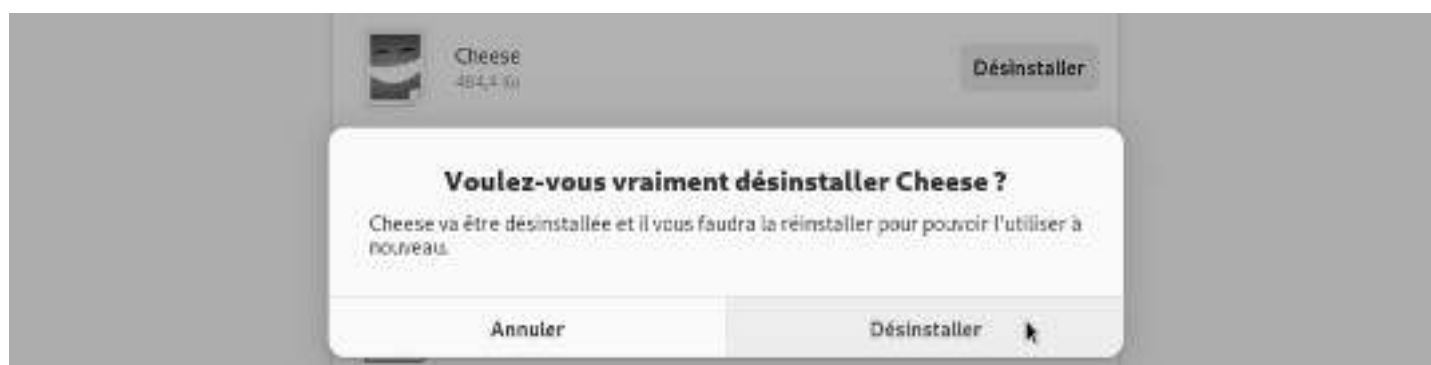 Cheese
Désinstaller
Voulez-vous vraiment désinstaller Cheese ?
Cheese va être désinstallée et il vous faudra la réinstaller pour pouvoir l'utiliser à
nouveau.
Annuler
Désinstaller